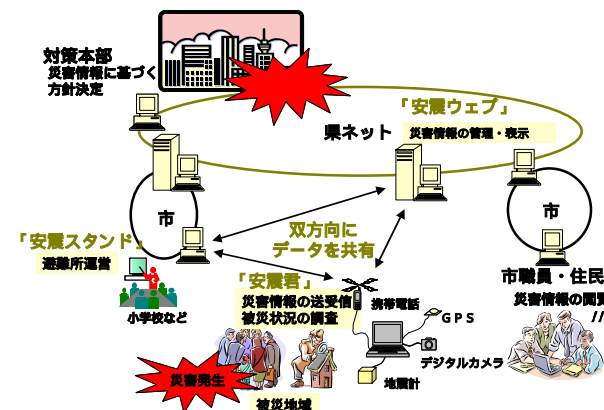 対策本部
災害情報に基づく
方針決定
「安震ウェブ」
県ネット
災害情報の管理・表示
市
市
双方向に
データを共有
「安震スタンド」
避難所運営
小学校など
「安震君」
災害情報の送受信
被災状況の調査
携帯電話
GPS
デジタルカメラ
地震計
市職員・住民
災害情報の閲覧
災害発生
被災地域